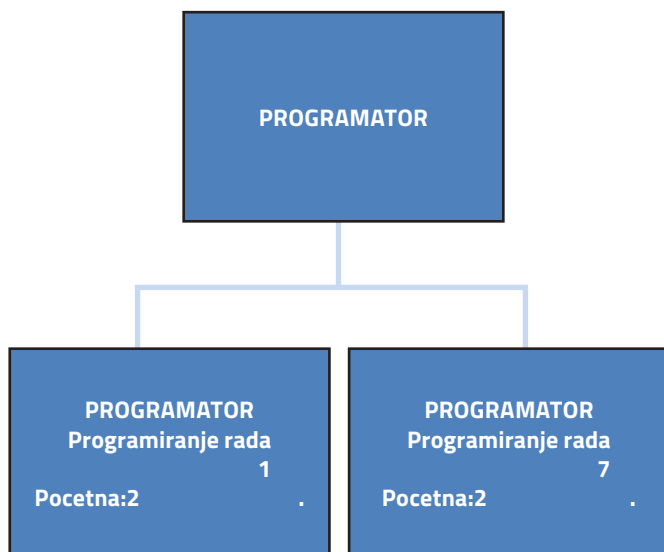 PROGRAMATOR
PROGRAMATOR
Programiranje rada
1
Pocetna:2 .
PROGRAMATOR
Programiranje rada
7
Pocetna:2 .